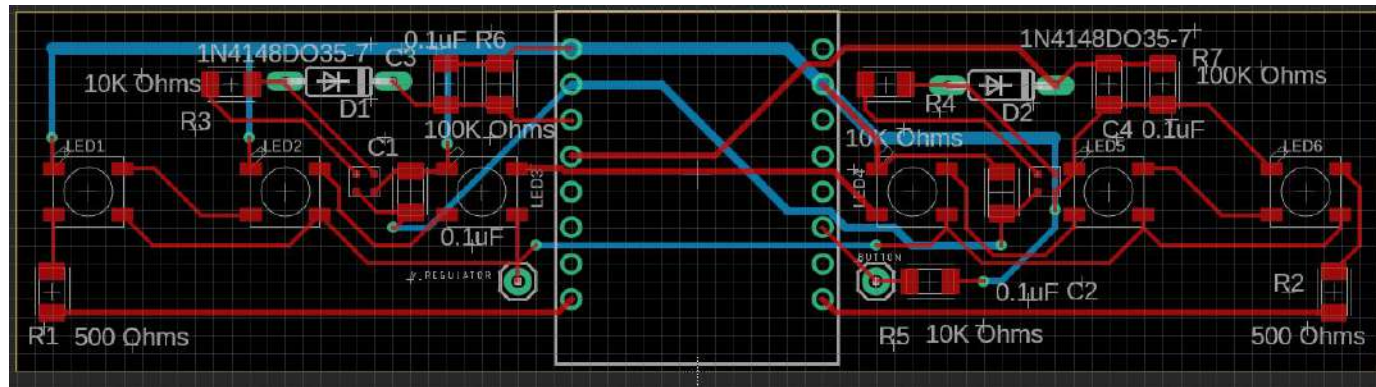 0.1uF R6
1N4148DO35-7
C3
10K Ohms
D1
R3
100K Ohms
C1
LED1
LED2
LED3
0.1uF
V_REGULATOR
R1 500 Ohms
1N4148DO35-7
R7
100K Ohms
R4
D2
C4 0.1uF
10K Ohms
LED4
LED5
LED6
BUTTON
0.1uF C2
R2
R5 10K Ohms
500 Ohms